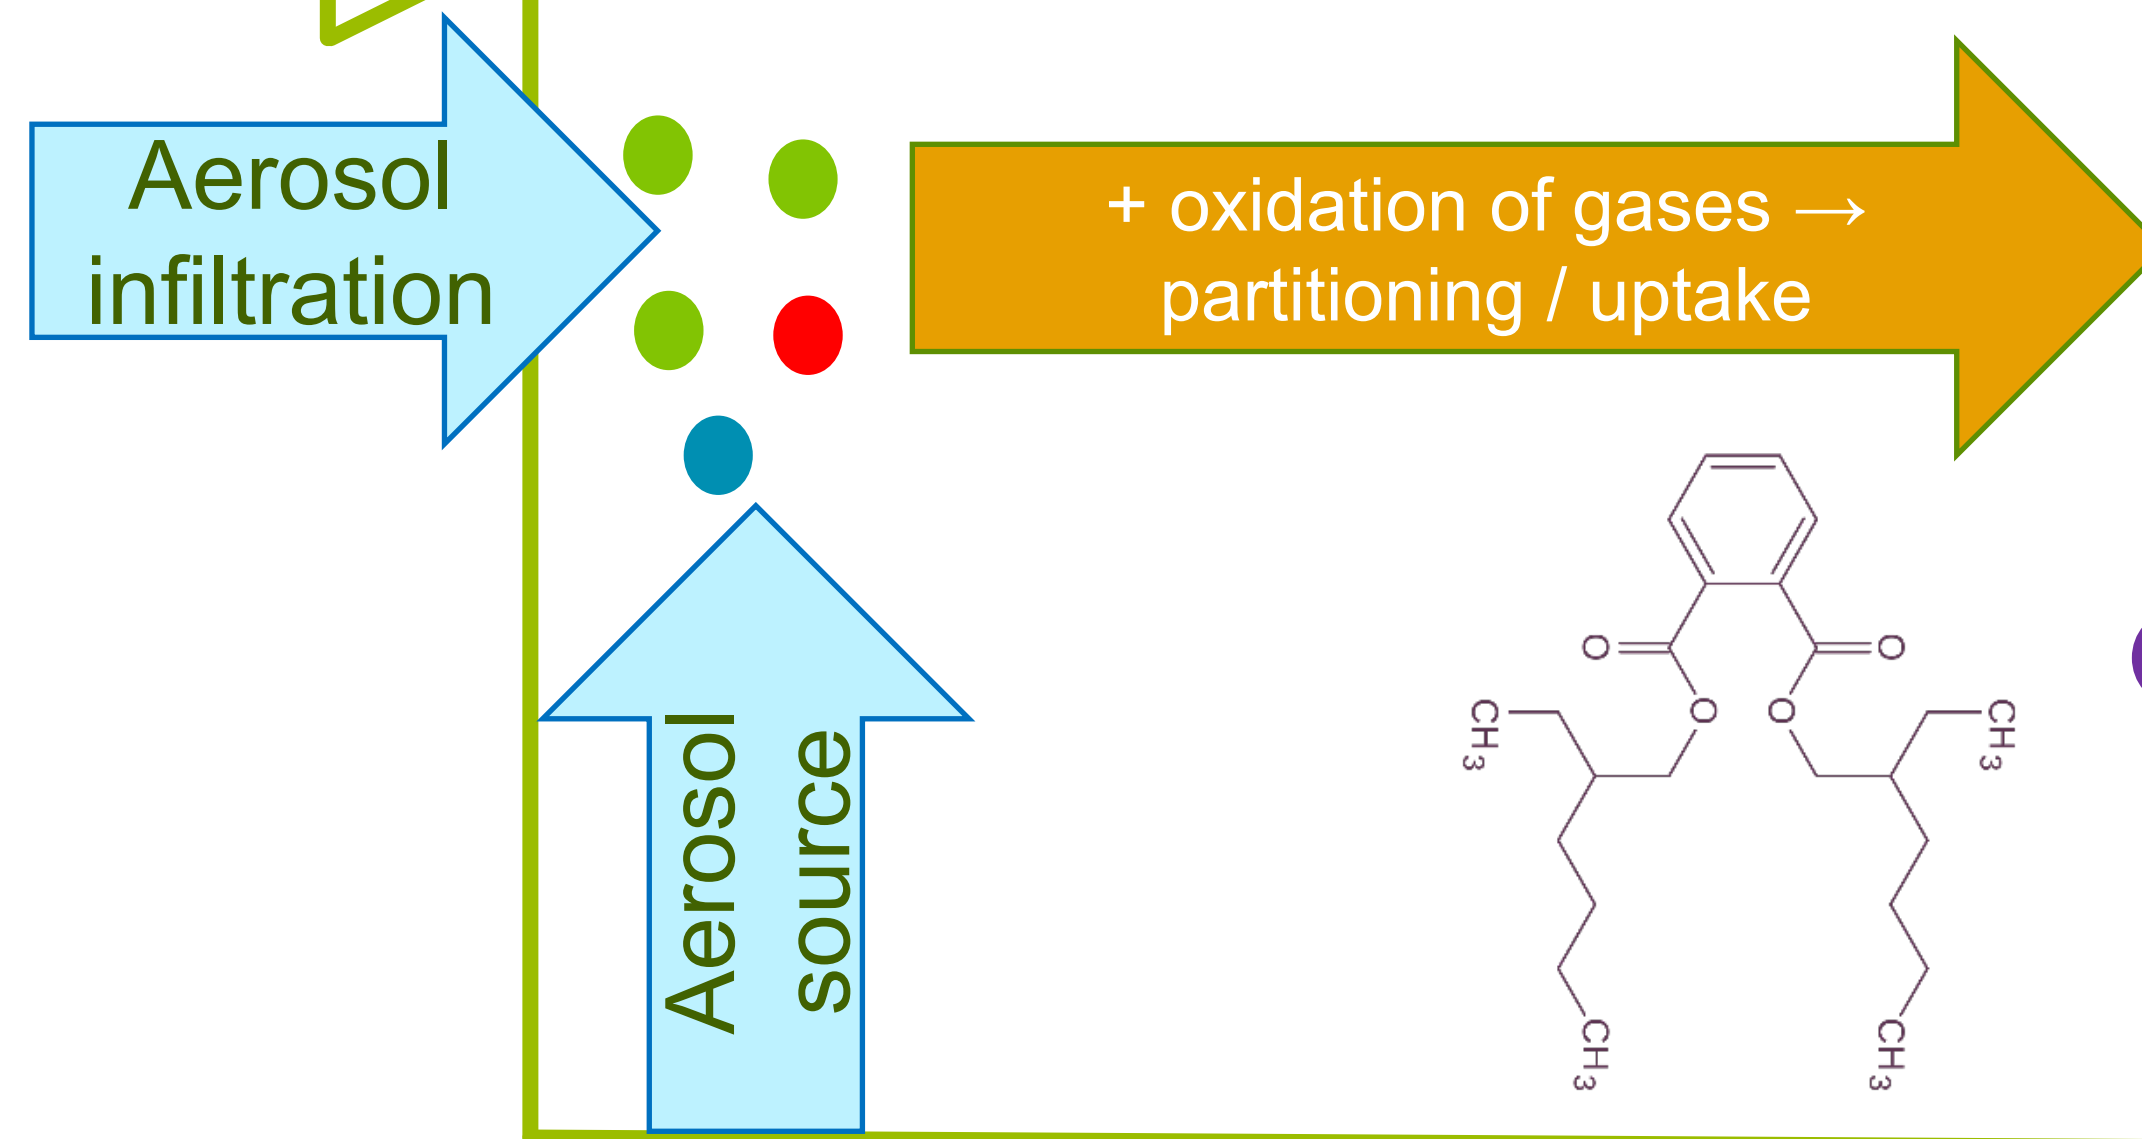 Aerosol
infiltration
+ oxidation of gases →
partitioning / uptake
Aerosol
source
O
O
O
O
CH3
CH3
CH3
CH3